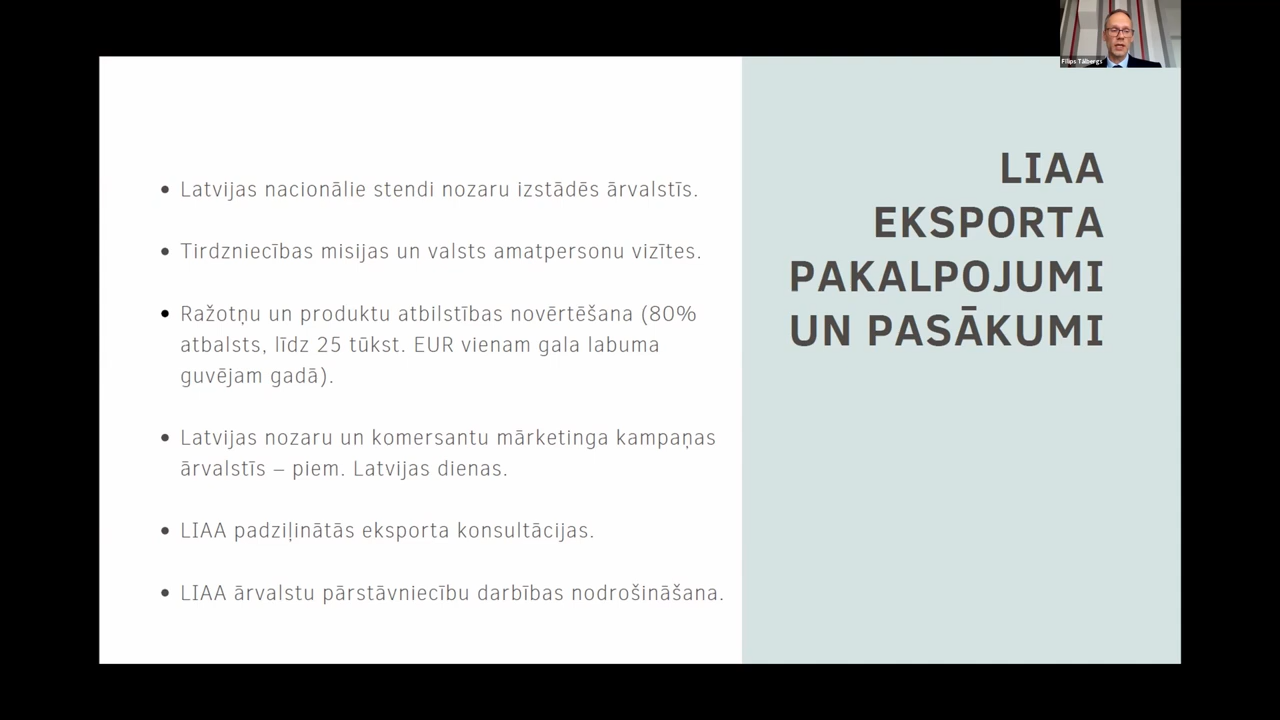 Filips Tālbergs
LIAA
EKSPORTA
PAKALPOJUMI
UN PASĀKUMI
• Latvijas nacionālie stendi nozaru izstādēs ārvalstīs.
• Tirdzniecības misijas un valsts amatpersonu vizītes.
• Ražotņu un produktu atbilstības novērtēšana (80%
atbalsts, līdz 25 tūkst. EUR vienam gala labuma
guvējam gadā).
• Latvijas nozaru un komersantu mārketinga kampaņas
ārvalstīs – piem. Latvijas dienas.
• LIAA padziļinātās eksporta konsultācijas.
• LIAA ārvalstu pārstāvniecību darbības nodrošināšana.